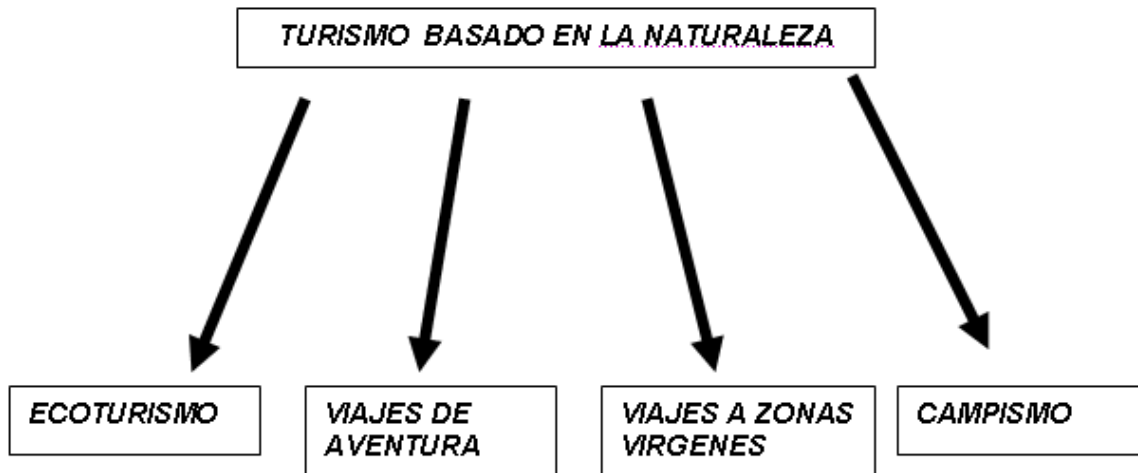 TURISMO BASADO EN LA NATURALEZA
ECOTURISMO
VIAJES DE
AVENTURA
VIAJES A ZONAS
VIRGENES
CAMPISMO